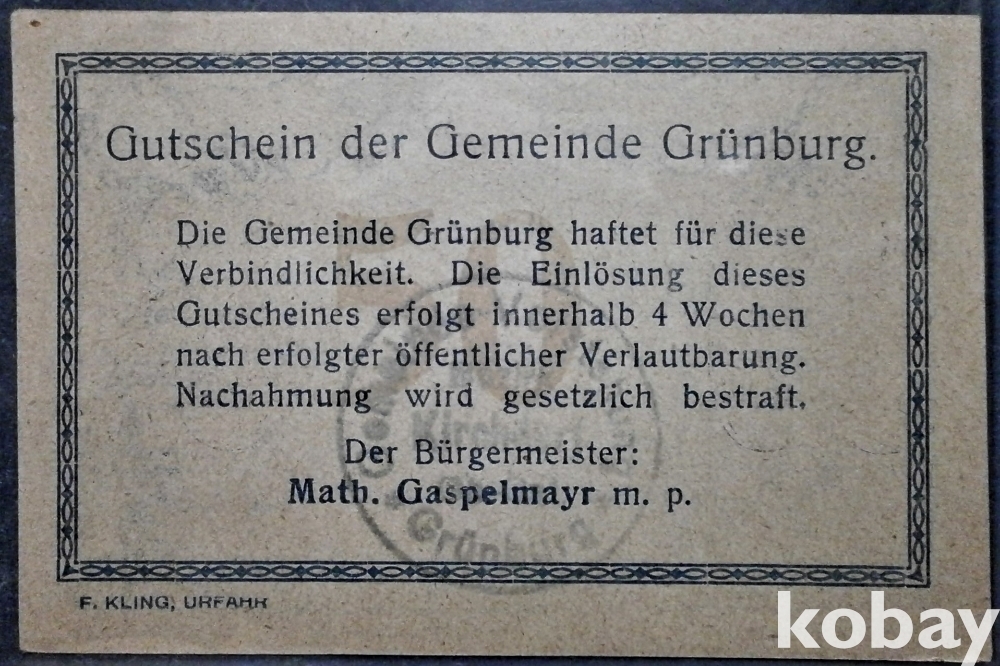 Gutschein der Gemeinde Grünburg.
Die Gemeinde Grünburg haftet für diese
Verbindlichkeit. Die Einlösung dieses
Gutscheines erfolgt innerhalb 4 Wochen
nach erfolgter öffentlicher Verlautbarung.
Nachahmung wird gesetzlich bestraft.
Der Bürgermeister:
Math. Gaspelmayr m. p.
Grünburg
F. KLING, URFAHR
kobay